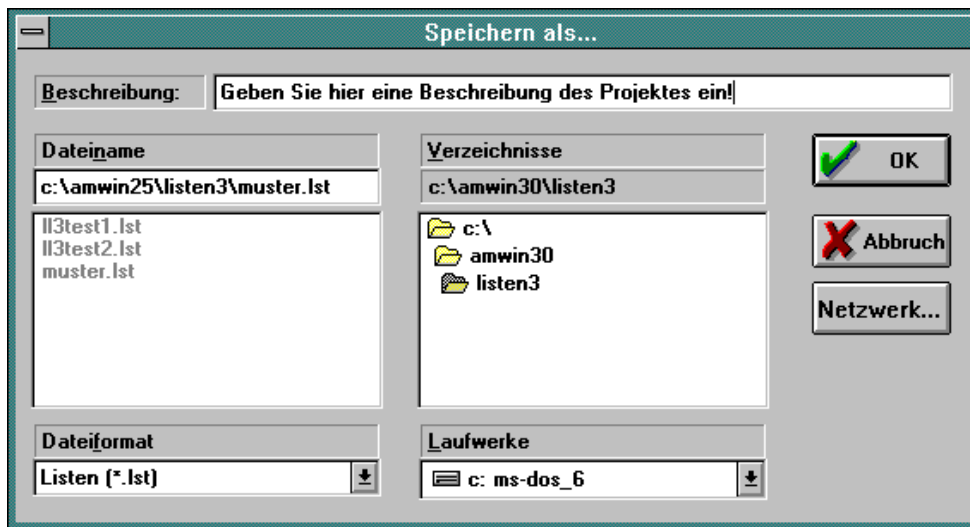 Speichern als...
Beschreibung: Geben Sie hier eine Beschreibung des Projektes ein!
Dateiname
c:\amwin25\listen3\muster.lst
ll3test1.lst
ll3test2.lst
muster.lst
Dateiformat
Listen (*.lst)
Verzeichnisse
c:\amwin30\listen3
c:\
amwin30
listen3
Laufwerke
c: ms-dos_6
OK
Abbruch
Netzwerk...